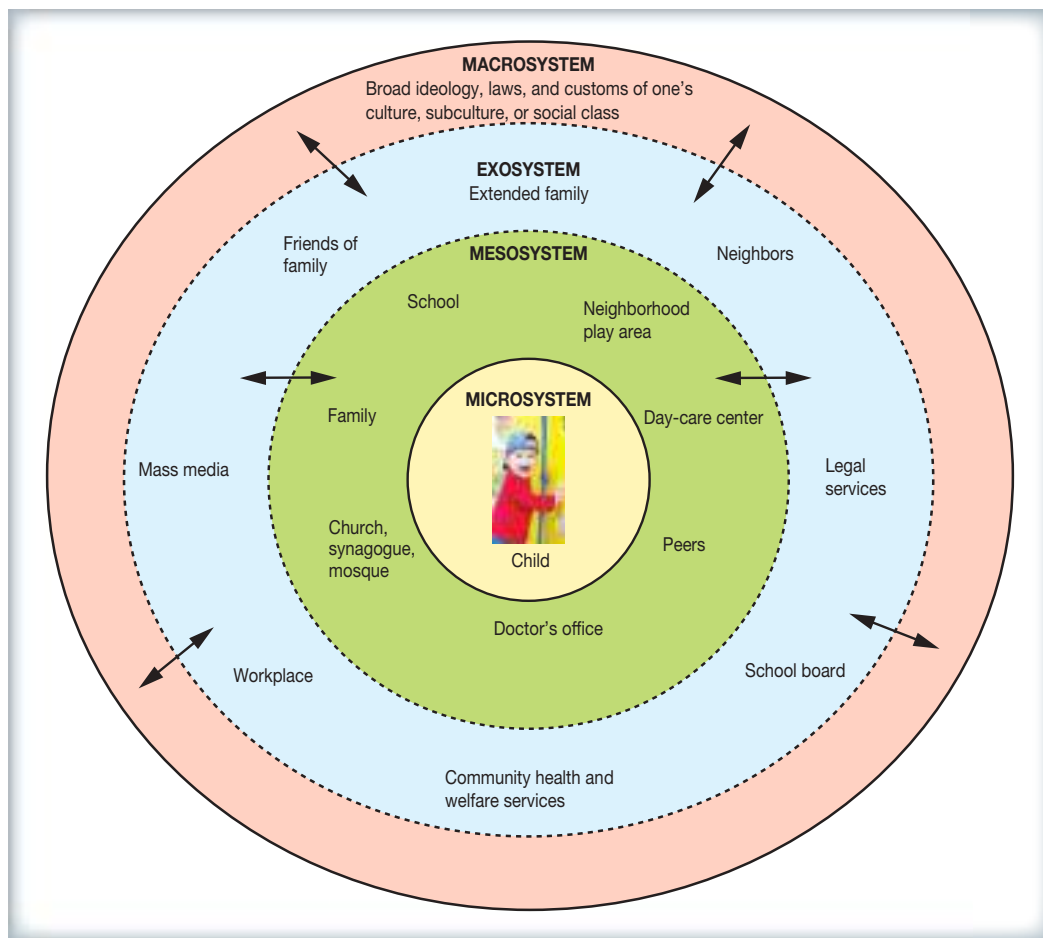 MACROSYSTEM
Broad ideology, laws, and customs of one's
culture, subculture, or social class
EXOSYSTEM
Extended family
Friends of
family
Neighbors
MESOSYSTEM
School
Neighborhood
play area
MICROSYSTEM
Family
Day-care center
Mass media
Legal
services
Church,
synagogue,
mosque
Child
Peers
Doctor's office
Workplace
School board
Community health and
welfare services